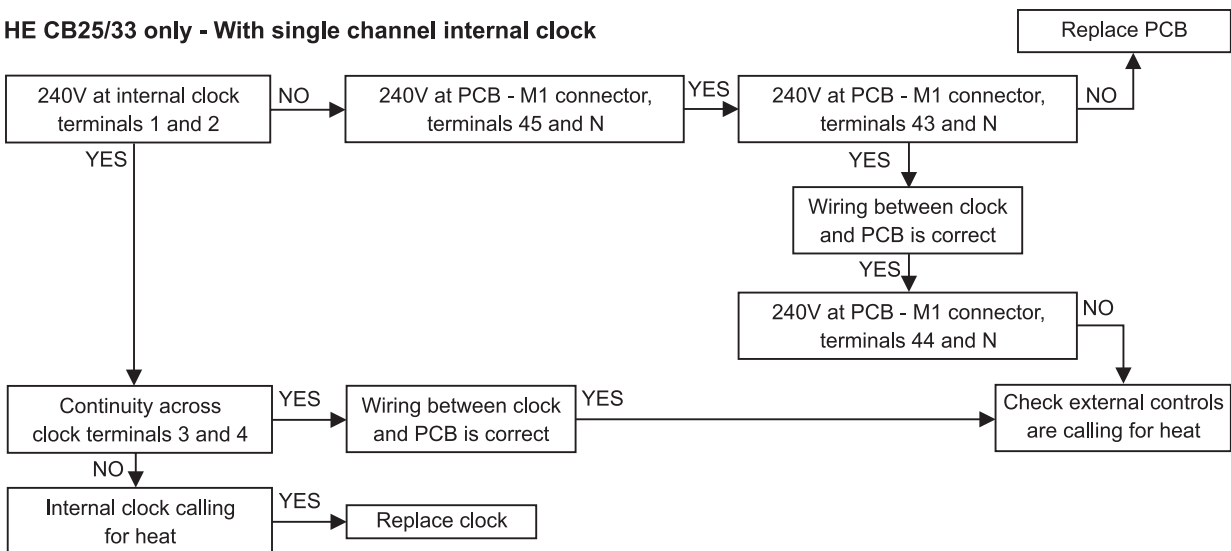 HE CB25/33 only - With single channel internal clock
Replace PCB
240V at internal clock
terminals 1 and 2
NO
240V at PCB - M1 connector,
terminals 45 and N
YES
240V at PCB - M1 connector,
terminals 43 and N
NO
YES
YES
Wiring between clock
and PCB is correct
YES
240V at PCB - M1 connector,
terminals 44 and N
NO
Continuity across
clock terminals 3 and 4
YES
Wiring between clock
and PCB is correct
YES
Check external controls
are calling for heat
NO
Internal clock calling
for heat
YES
Replace clock